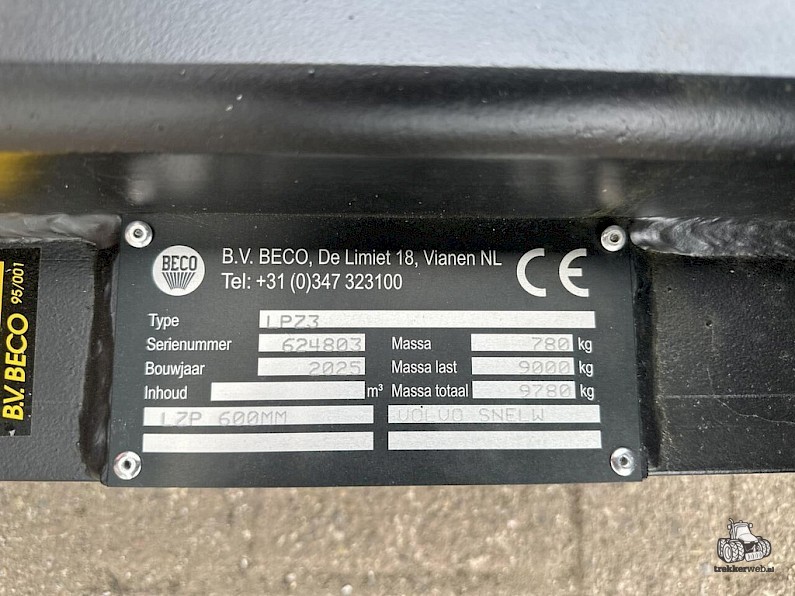 BECO
B.V. BECO, De Limiet 18, Vianen NL
Tel: +31 (0)347 323100
CE
Type LPZ3
Serienummer 624803 Massa 780 kg
Bouwjaar 2025 Massa last 9000 kg
Inhoud m³ Massa totaal 9780 kg
LZP 600MM VOLVO SNELW
B.V. BECO 95/001
trekkerweb.nl